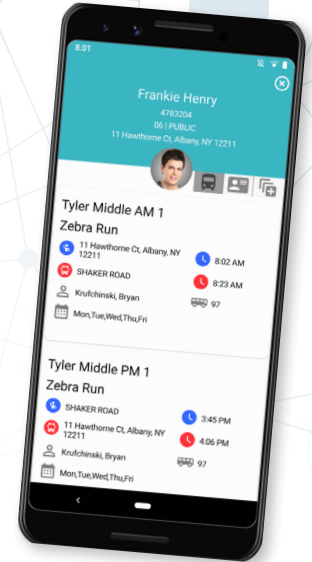 8:01
Frankie Henry
4783204
06 | PUBLIC
11 Hawthorne Ct, Albany, NY 12211
Tyler Middle AM 1
Zebra Run
11 Hawthorne Ct, Albany, NY
12211
8:02 AM
SHAKER ROAD
8:23 AM
Krufchinski, Bryan
97
Mon,Tue,Wed,Thu,Fri
Tyler Middle PM 1
Zebra Run
SHAKER ROAD
3:45 PM
11 Hawthorne Ct, Albany, NY
12211
4:06 PM
Krufchinski, Bryan
97
Mon,Tue,Wed,Thu,Fri